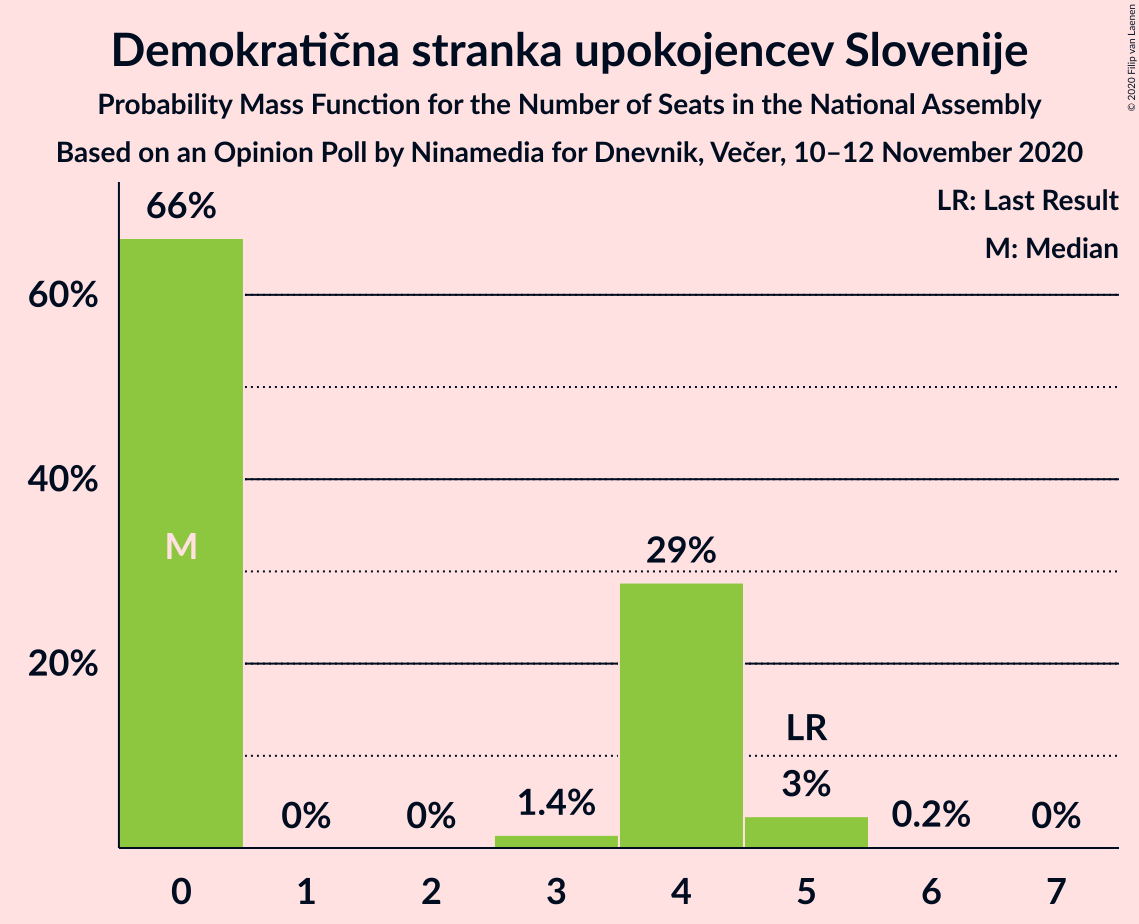 Demokratična stranka upokojencev Slovenije
Probability Mass Function for the Number of Seats in the National Assembly
Based on an Opinion Poll by Ninamedia for Dnevnik, Večer, 10–12 November 2020
© 2020 Filip van Laenen
LR: Last Result
M: Median
66%
60%
40%
20%
M
0%
0%
1.4%
29%
LR
3%
0.2%
0%
0 1 2 3 4 5 6 7